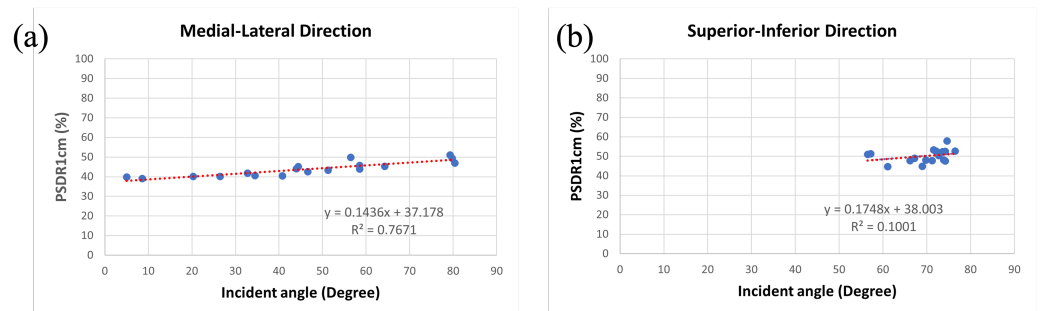 (a)
Medial-Lateral Direction
100
90
80
70
60
50
40
30
20
10
0
PSDR1cm (%)
y = 0.1436x + 37.178
R² = 0.7671
0 10 20 30 40 50 60 70 80 90
Incident angle (Degree)
(b)
Superior-Inferior Direction
100
90
80
70
60
50
40
30
20
10
0
PSDR1cm (%)
y = 0.1748x + 38.003
R² = 0.1001
0 10 20 30 40 50 60 70 80 90
Incident angle (Degree)